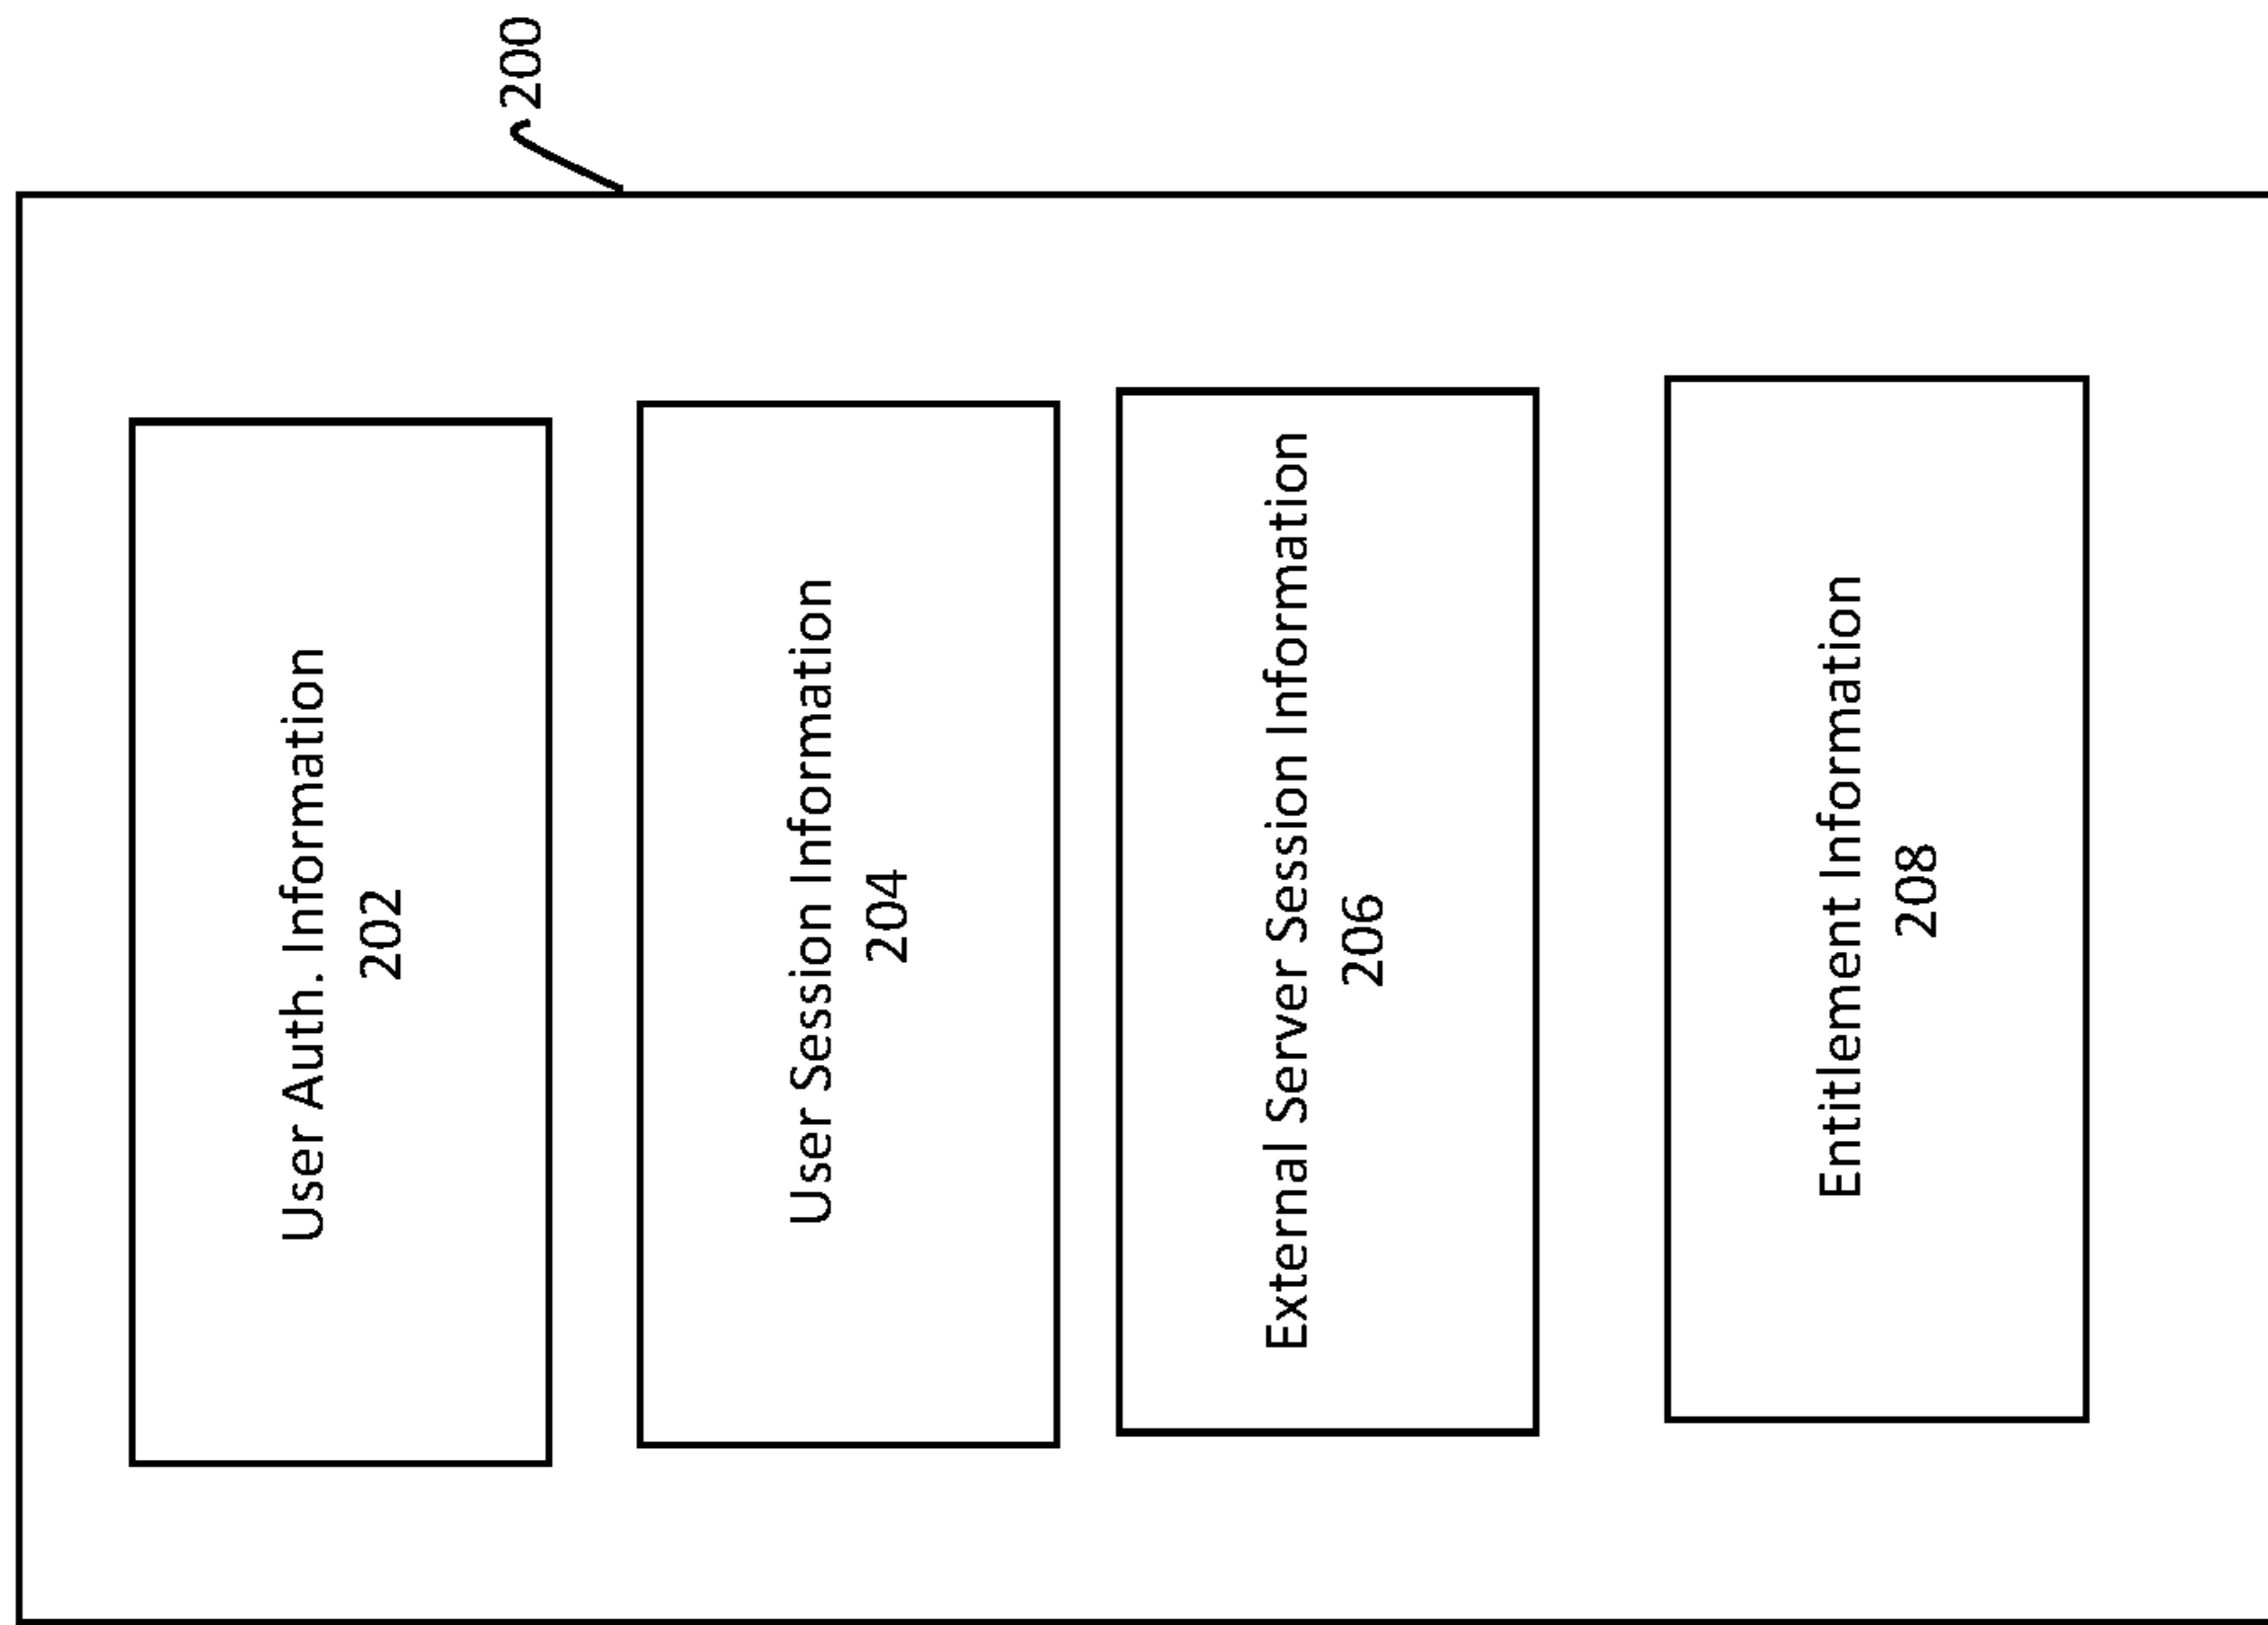 200
User Auth. Information
202
User Session Information
204
External Server Session Information
206
Entitlement Information
208